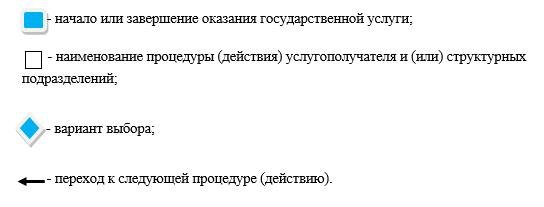 - начало или завершение оказания государственной услуги;
- наименование процедуры (действия) услугополучателя и (или) структурных
подразделений;
- вариант выбора;
- переход к следующей процедуре (действию).